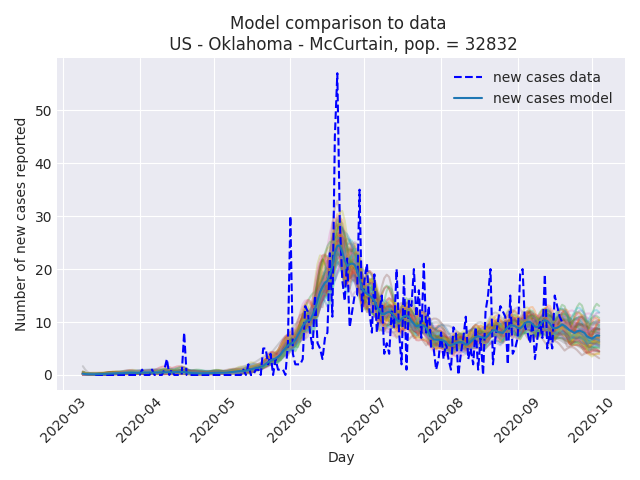 Model comparison to data
US - Oklahoma - McCurtain, pop. = 32832
new cases data
new cases model
Number of new cases reported
50
40
30
20
10
0
2020-03
2020-04
2020-05
2020-06
2020-07
2020-08
2020-09
2020-10
Day